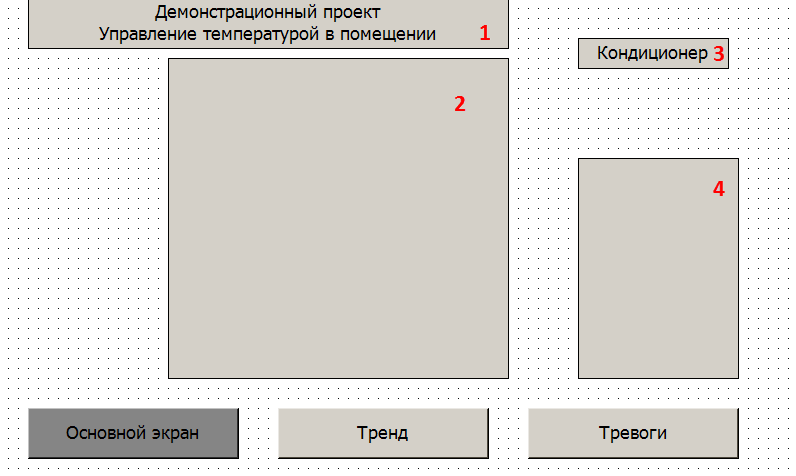 Демонстрационный проект
Управление температурой в помещении 1
Кондиционер 3
2
4
Основной экран
Тренд
Тревоги